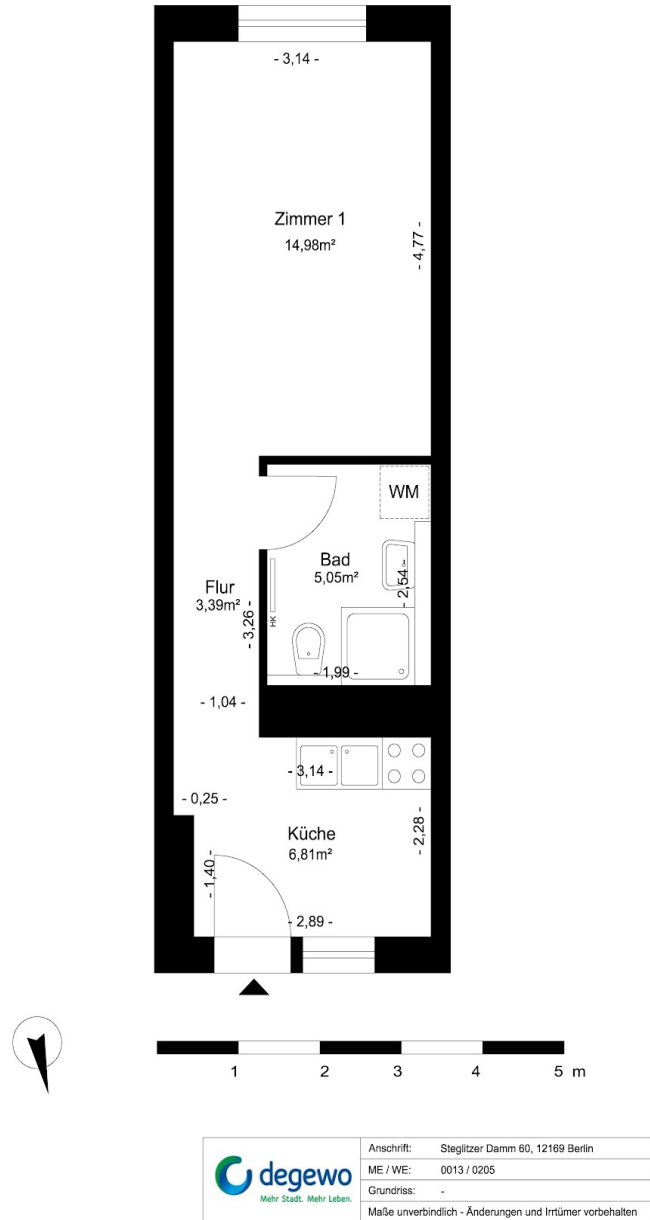 - 3,14 -
Zimmer 1
14,98m²
- 4,77 -
WM
Bad
5,05m²
- 2,54 -
Flur
3,39m²
- 3,26 -
HK
- 1,99 -
- 1,04 -
- 3,14 -
- 0,25 -
Küche
6,81m²
- 2,28 -
- 1,40 -
- 2,89 -
1 2 3 4 5 m
degewo
Mehr Stadt. Mehr Leben.
Anschrift: Steglitzer Damm 60, 12169 Berlin
ME / WE: 0013 / 0205
Grundriss: -
Maße unverbindlich - Änderungen und Irrtümer vorbehalten